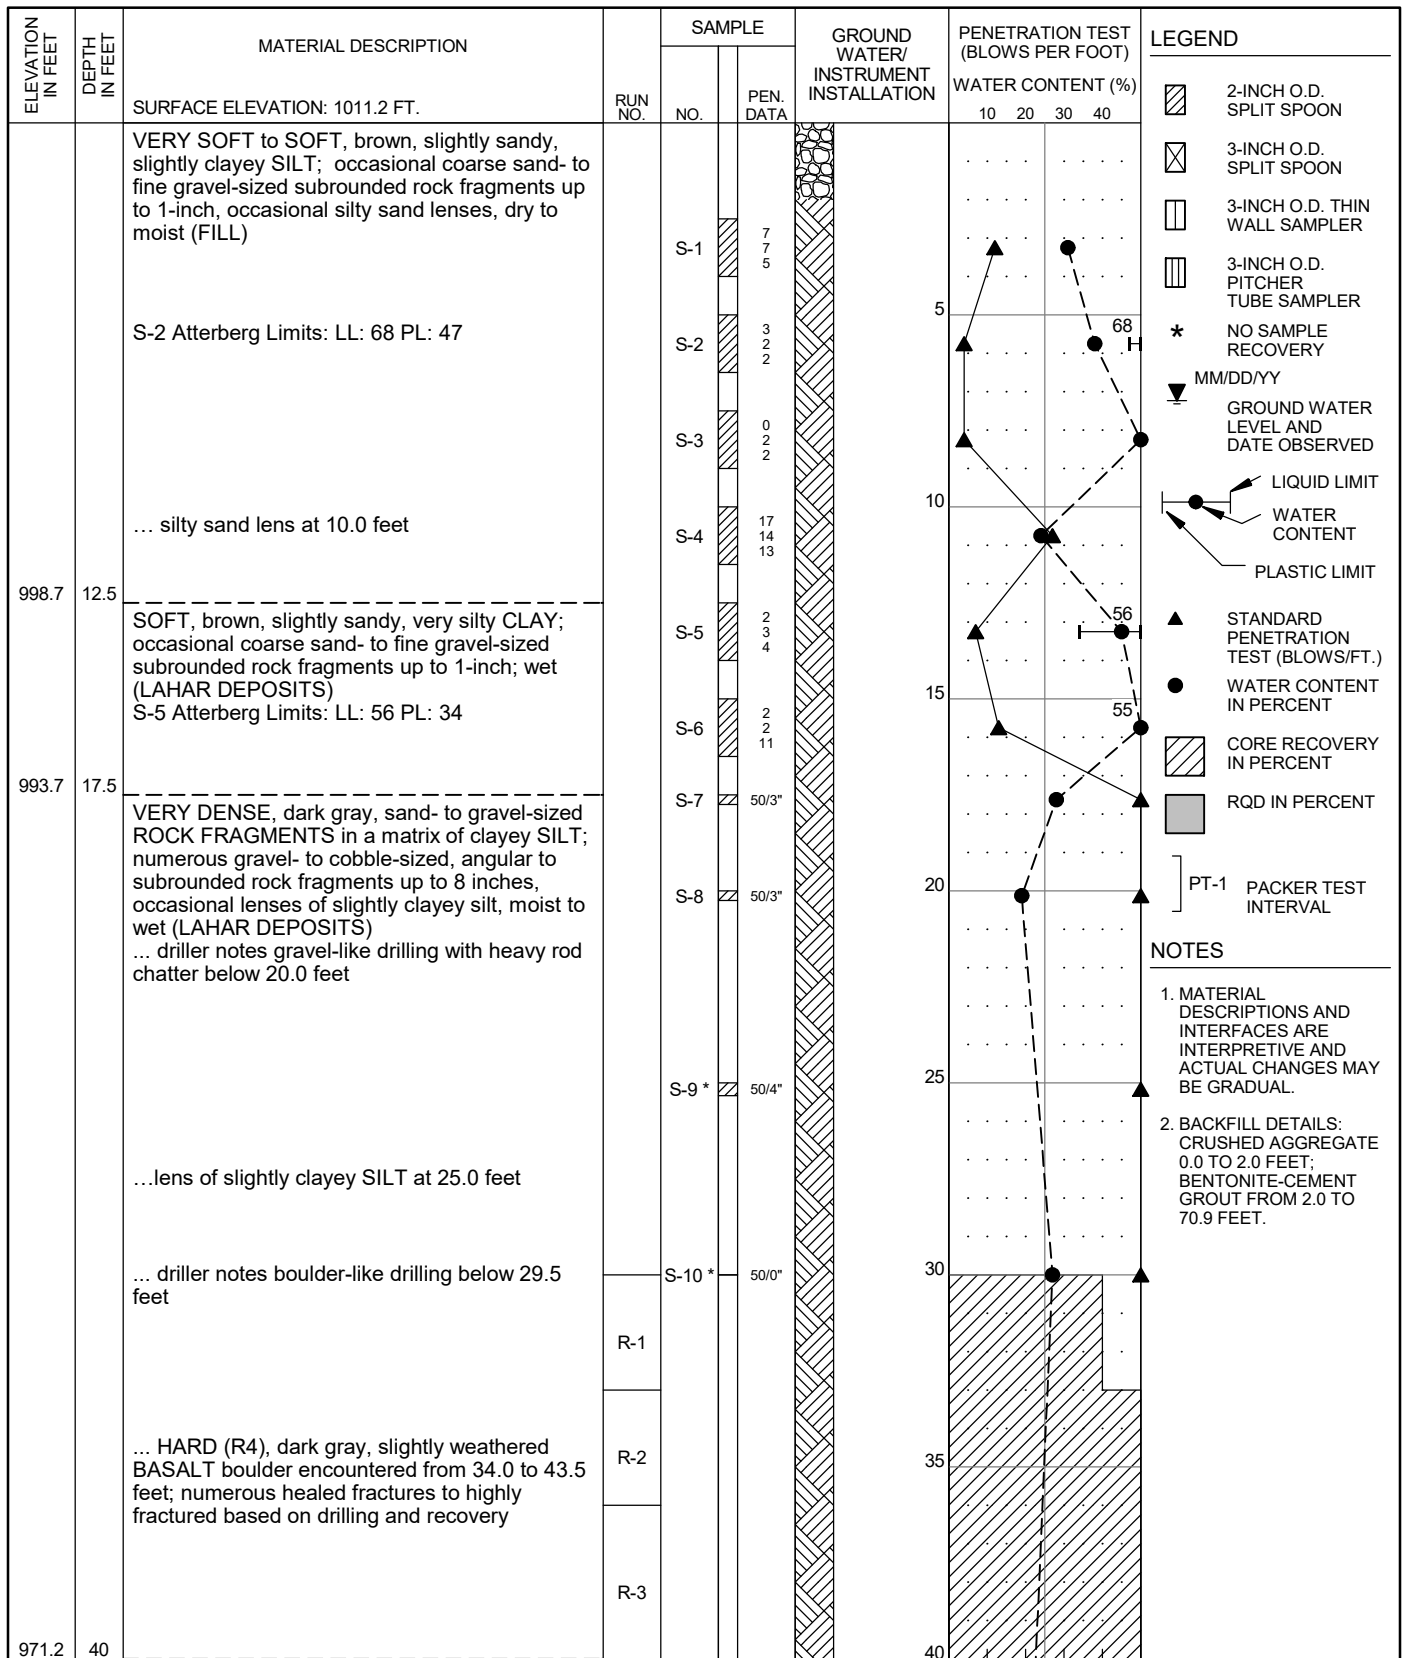 ELEVATION
IN FEET
DEPTH
IN FEET
MATERIAL DESCRIPTION
SURFACE ELEVATION: 1011.2 FT.
RUN
NO.
SAMPLE
NO.
PEN.
DATA
GROUND
WATER/
INSTRUMENT
INSTALLATION
PENETRATION TEST
(BLOWS PER FOOT)
WATER CONTENT (%)
10 20 30 40
VERY SOFT to SOFT, brown, slightly sandy,
slightly clayey SILT; occasional coarse sand- to
fine gravel-sized subrounded rock fragments up
to 1-inch, occasional silty sand lenses, dry to
moist (FILL)
S-1
7
7
5
5
S-2 Atterberg Limits: LL: 68 PL: 47
S-2
3
2
2
68
S-3
0
2
2
10
... silty sand lens at 10.0 feet
S-4
17
14
13
998.7 12.5
SOFT, brown, slightly sandy, very silty CLAY;
occasional coarse sand- to fine gravel-sized
subrounded rock fragments up to 1-inch; wet
(LAHAR DEPOSITS)
S-5 Atterberg Limits: LL: 56 PL: 34
S-5
2
3
4
56
15
55
S-6
2
2
11
993.7 17.5
VERY DENSE, dark gray, sand- to gravel-sized
ROCK FRAGMENTS in a matrix of clayey SILT;
numerous gravel- to cobble-sized, angular to
subrounded rock fragments up to 8 inches,
occasional lenses of slightly clayey silt, moist to
wet (LAHAR DEPOSITS)
... driller notes gravel-like drilling with heavy rod
chatter below 20.0 feet
S-7 50/3"
20
S-8 50/3"
25
S-9 * 50/4"
...lens of slightly clayey SILT at 25.0 feet
... driller notes boulder-like drilling below 29.5
feet
S-10 * 50/0"
30
R-1
... HARD (R4), dark gray, slightly weathered
BASALT boulder encountered from 34.0 to 43.5
feet; numerous healed fractures to highly
fractured based on drilling and recovery
R-2
35
R-3
971.2 40
40
LEGEND
2-INCH O.D.
SPLIT SPOON
3-INCH O.D.
SPLIT SPOON
3-INCH O.D. THIN
WALL SAMPLER
3-INCH O.D.
PITCHER
TUBE SAMPLER
* NO SAMPLE
RECOVERY
MM/DD/YY
GROUND WATER
LEVEL AND
DATE OBSERVED
LIQUID LIMIT
WATER
CONTENT
PLASTIC LIMIT
STANDARD
PENETRATION
TEST (BLOWS/FT.)
WATER CONTENT
IN PERCENT
CORE RECOVERY
IN PERCENT
RQD IN PERCENT
PT-1 PACKER TEST
INTERVAL
NOTES
1. MATERIAL
DESCRIPTIONS AND
INTERFACES ARE
INTERPRETIVE AND
ACTUAL CHANGES MAY
BE GRADUAL.
2. BACKFILL DETAILS:
CRUSHED AGGREGATE
0.0 TO 2.0 FEET;
BENTONITE-CEMENT
GROUT FROM 2.0 TO
70.9 FEET.